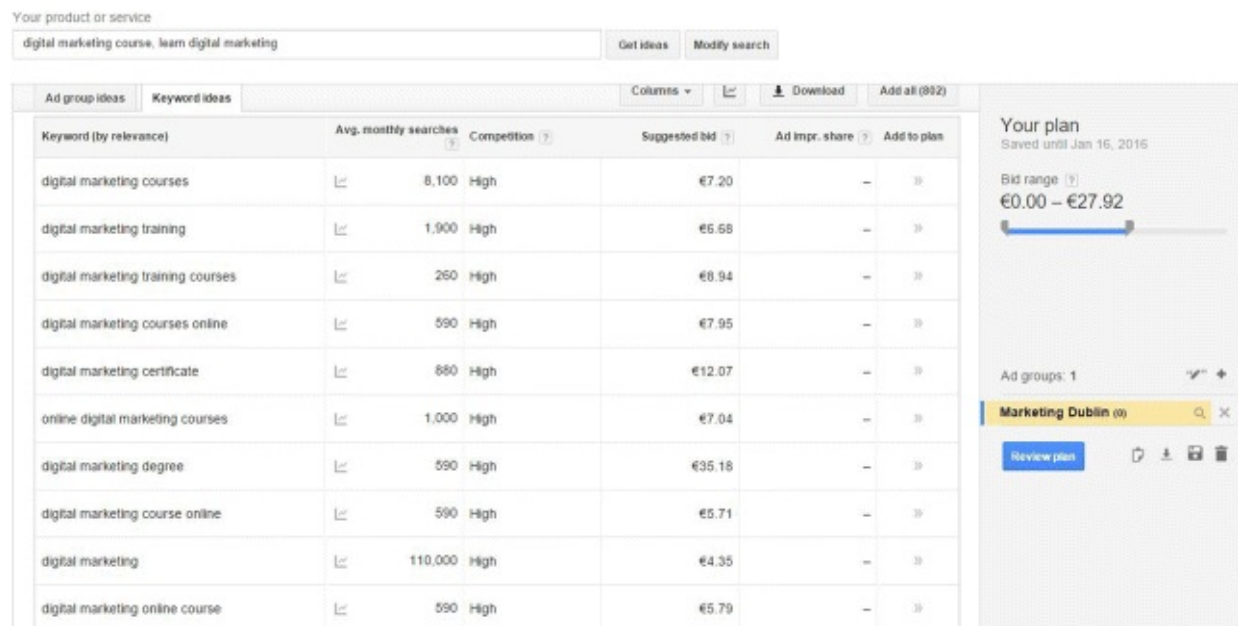 Your product or service
digital marketing course, learn digital marketing
Get ideas Modify search
Ad group ideas Keyword ideas Columns Download Add all (802)
Keyword (by relevance) Avg. monthly searches ? Competition ? Suggested bid ? Ad impr. share ? Add to plan
digital marketing courses 8,100 High €7.20 – »
digital marketing training 1,900 High €6.68 – »
digital marketing training courses 260 High €8.94 – »
digital marketing courses online 590 High €7.95 – »
digital marketing certificate 880 High €12.07 – »
online digital marketing courses 1,000 High €7.04 – »
digital marketing degree 590 High €35.18 – »
digital marketing course online 590 High €5.71 – »
digital marketing 110,000 High €4.35 – »
digital marketing online course 590 High €5.79 – »
Your plan
Saved until Jan 16, 2016
Bid range ?
€0.00 – €27.92
Ad groups: 1
Marketing Dublin (0)
Review plan